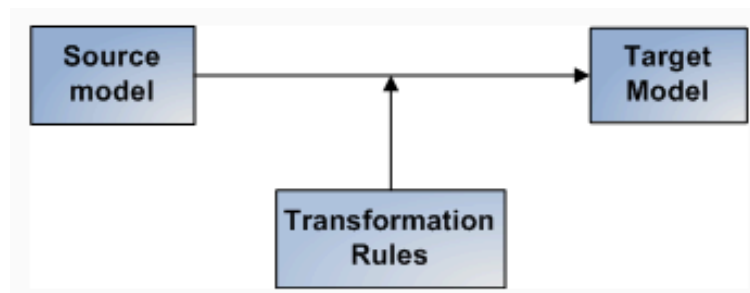 Source
model
Target
Model
Transformation
Rules